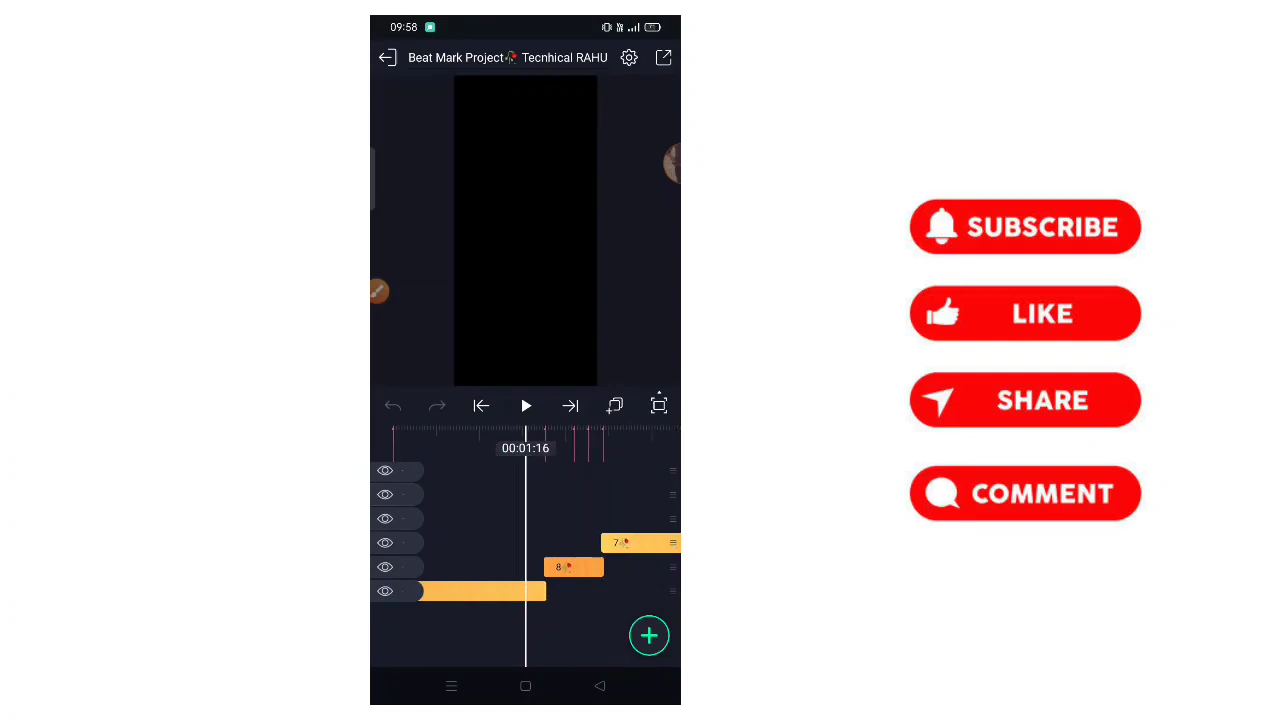 09:58
Beat Mark Project🥀 Tecnhical RAHU
00:01:16
7🥀
8🥀
SUBSCRIBE
LIKE
SHARE
COMMENT